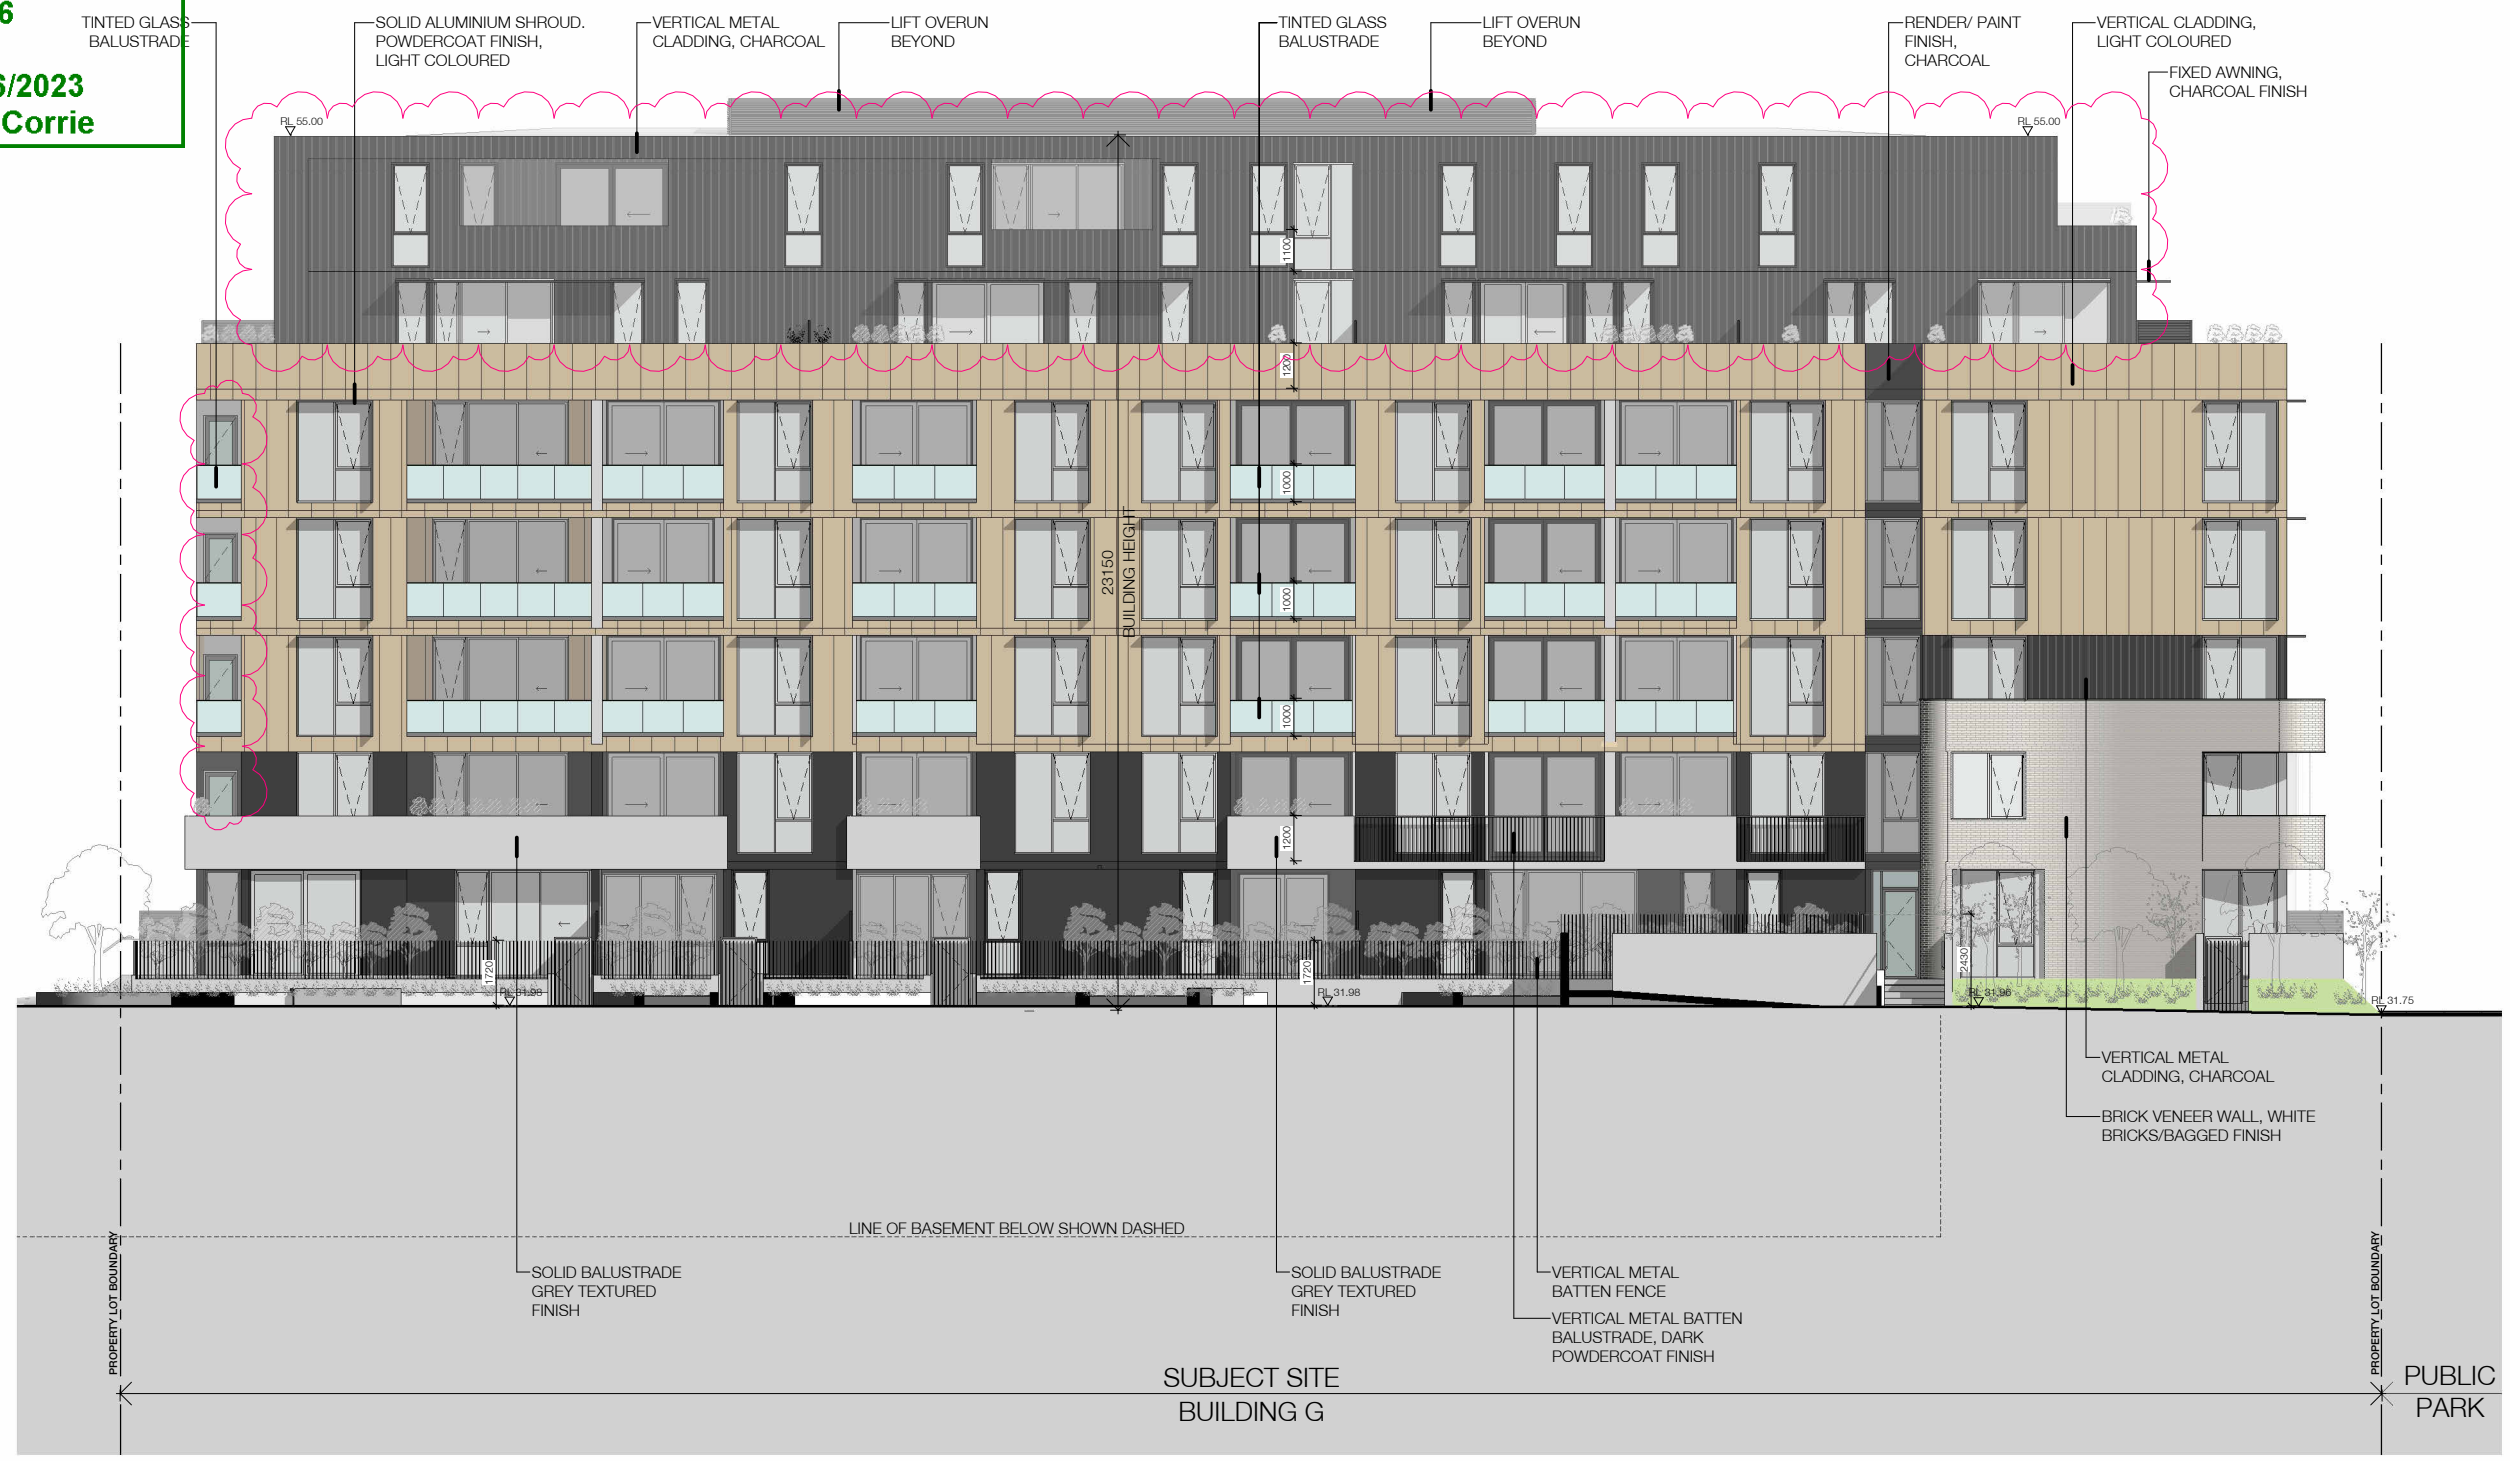 6
6/2023
Corrie
TINTED GLASS
BALUSTRADE
SOLID ALUMINIUM SHROUD.
POWDERCOAT FINISH,
LIGHT COLOURED
VERTICAL METAL
CLADDING, CHARCOAL
LIFT OVERUN
BEYOND
TINTED GLASS
BALUSTRADE
LIFT OVERUN
BEYOND
RENDER/ PAINT
FINISH,
CHARCOAL
VERTICAL CLADDING,
LIGHT COLOURED
FIXED AWNING,
CHARCOAL FINISH
RL 55.00
RL 55.00
1100
1200
1000
1000
1000
1200
23150
BUILDING HEIGHT
1720
1720
2430
RL 31.98
RL 31.98
RL 31.96
RL 31.75
VERTICAL METAL
CLADDING, CHARCOAL
BRICK VENEER WALL, WHITE
BRICKS/BAGGED FINISH
LINE OF BASEMENT BELOW SHOWN DASHED
SOLID BALUSTRADE
GREY TEXTURED
FINISH
SOLID BALUSTRADE
GREY TEXTURED
FINISH
VERTICAL METAL
BATTEN FENCE
VERTICAL METAL BATTEN
BALUSTRADE, DARK
POWDERCOAT FINISH
PROPERTY LOT BOUNDARY
PROPERTY LOT BOUNDARY
SUBJECT SITE
BUILDING G
PUBLIC
PARK